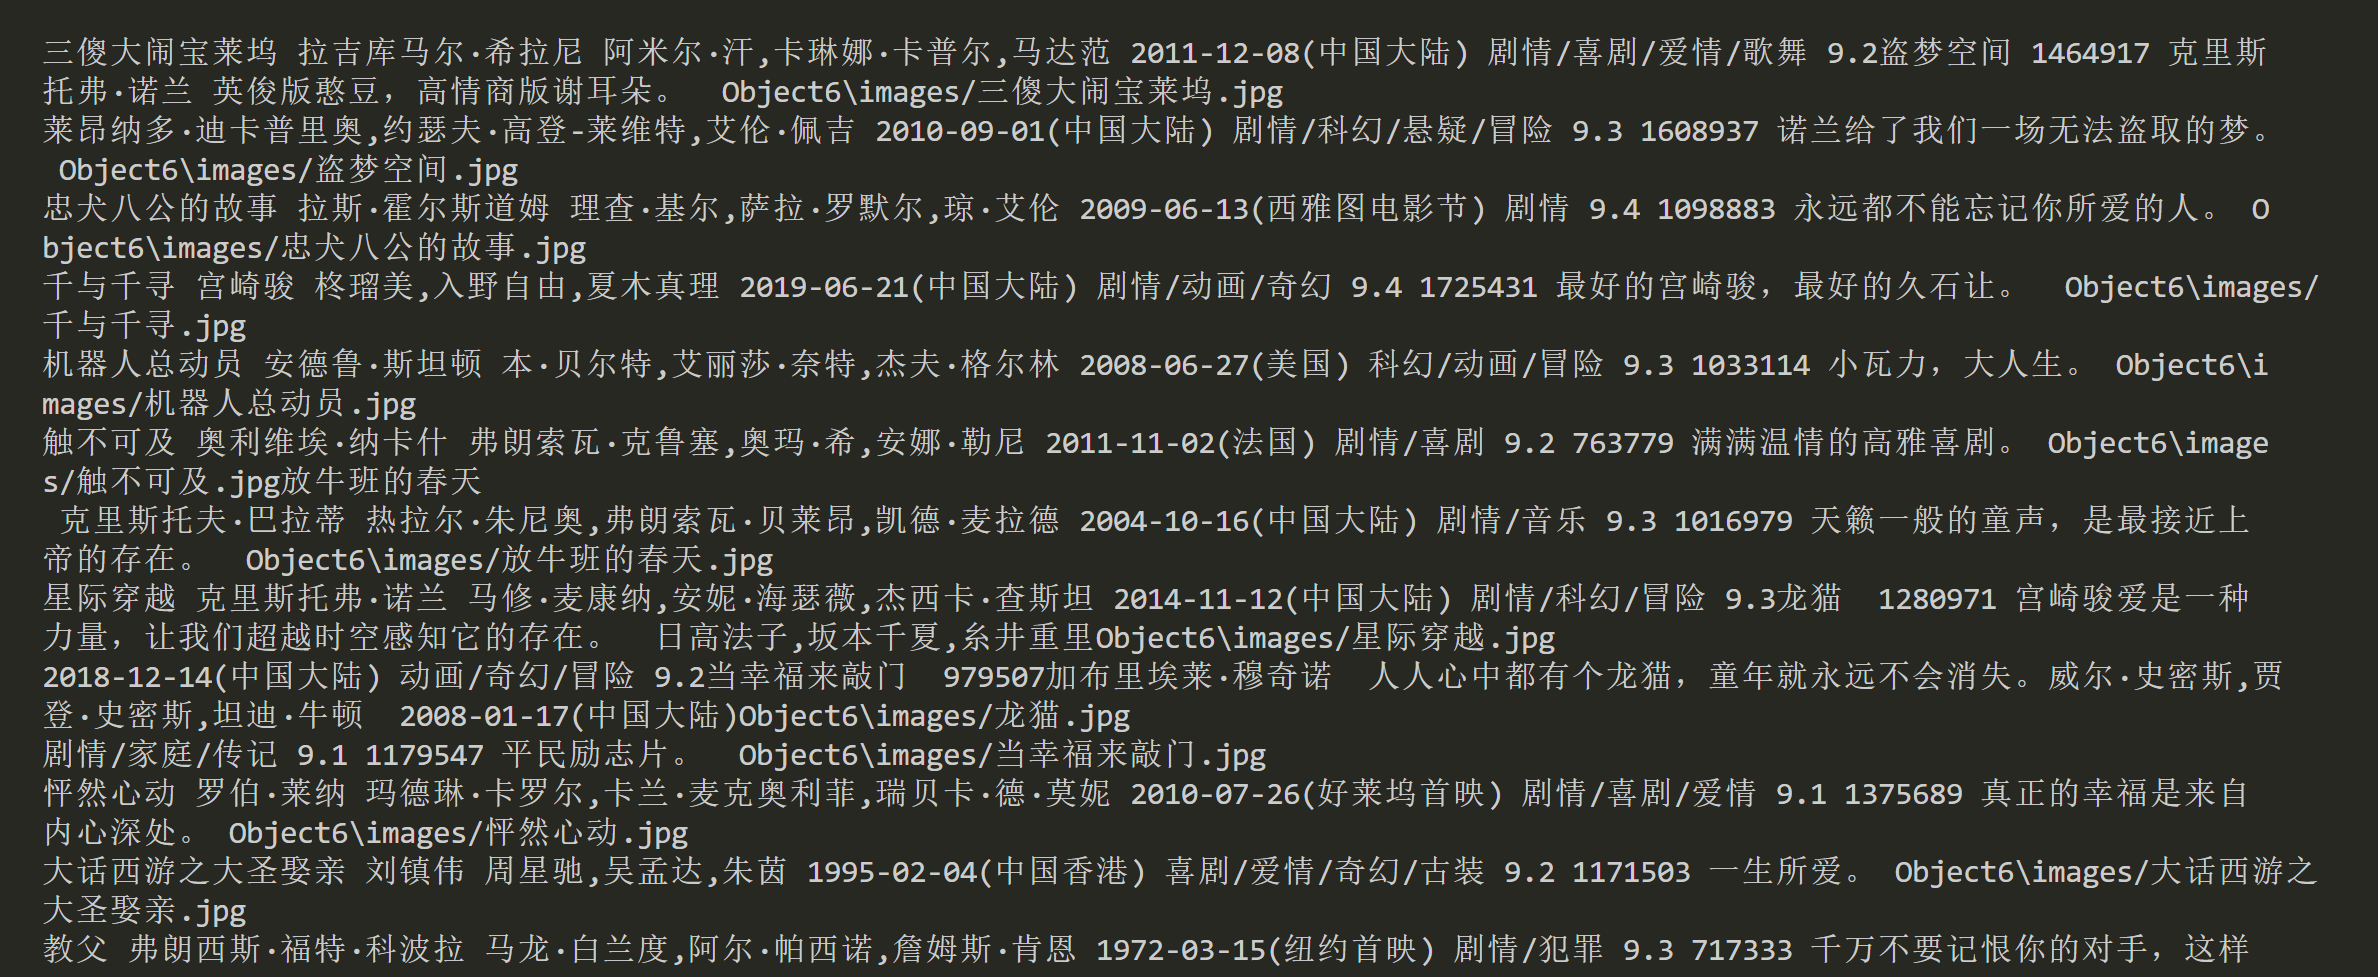 三傻大闹宝莱坞 拉吉库马尔·希拉尼 阿米尔·汗,卡琳娜·卡普尔,马达范 2011-12-08(中国大陆) 剧情/喜剧/爱情/歌舞 9.2盗梦空间 1464917 克里斯
托弗·诺兰 英俊版憨豆，高情商版谢耳朵。 Object6\images/三傻大闹宝莱坞.jpg
莱昂纳多·迪卡普里奥,约瑟夫·高登-莱维特,艾伦·佩吉 2010-09-01(中国大陆) 剧情/科幻/悬疑/冒险 9.3 1608937 诺兰给了我们一场无法盗取的梦。
Object6\images/盗梦空间.jpg
忠犬八公的故事 拉斯·霍尔斯道姆 理查·基尔,萨拉·罗默尔,琼·艾伦 2009-06-13(西雅图电影节) 剧情 9.4 1098883 永远都不能忘记你所爱的人。 O
bject6\images/忠犬八公的故事.jpg
千与千寻 宫崎骏 柊瑠美,入野自由,夏木真理 2019-06-21(中国大陆) 剧情/动画/奇幻 9.4 1725431 最好的宫崎骏，最好的久石让。 Object6\images/
千与千寻.jpg
机器人总动员 安德鲁·斯坦顿 本·贝尔特,艾丽莎·奈特,杰夫·格尔林 2008-06-27(美国) 科幻/动画/冒险 9.3 1033114 小瓦力，大人生。 Object6\i
mages/机器人总动员.jpg
触不可及 奥利维埃·纳卡什 弗朗索瓦·克鲁塞,奥玛·希,安娜·勒尼 2011-11-02(法国) 剧情/喜剧 9.2 763779 满满温情的高雅喜剧。 Object6\image
s/触不可及.jpg放牛班的春天
克里斯托夫·巴拉蒂 热拉尔·朱尼奥,弗朗索瓦·贝莱昂,凯德·麦拉德 2004-10-16(中国大陆) 剧情/音乐 9.3 1016979 天籁一般的童声，是最接近上
帝的存在。 Object6\images/放牛班的春天.jpg
星际穿越 克里斯托弗·诺兰 马修·麦康纳,安妮·海瑟薇,杰西卡·查斯坦 2014-11-12(中国大陆) 剧情/科幻/冒险 9.3龙猫 1280971 宫崎骏爱是一种
力量，让我们超越时空感知它的存在。 日高法子,坂本千夏,糸井重里Object6\images/星际穿越.jpg
2018-12-14(中国大陆) 动画/奇幻/冒险 9.2当幸福来敲门 979507加布里埃莱·穆奇诺 人人心中都有个龙猫，童年就永远不会消失。威尔·史密斯,贾
登·史密斯,坦迪·牛顿 2008-01-17(中国大陆)Object6\images/龙猫.jpg
剧情/家庭/传记 9.1 1179547 平民励志片。 Object6\images/当幸福来敲门.jpg
怦然心动 罗伯·莱纳 玛德琳·卡罗尔,卡兰·麦克奥利菲,瑞贝卡·德·莫妮 2010-07-26(好莱坞首映) 剧情/喜剧/爱情 9.1 1375689 真正的幸福是来自
内心深处。 Object6\images/怦然心动.jpg
大话西游之大圣娶亲 刘镇伟 周星驰,吴孟达,朱茵 1995-02-04(中国香港) 喜剧/爱情/奇幻/古装 9.2 1171503 一生所爱。 Object6\images/大话西游之
大圣娶亲.jpg
教父 弗朗西斯·福特·科波拉 马龙·白兰度,阿尔·帕西诺,詹姆斯·肯恩 1972-03-15(纽约首映) 剧情/犯罪 9.3 717333 千万不要记恨你的对手，这样